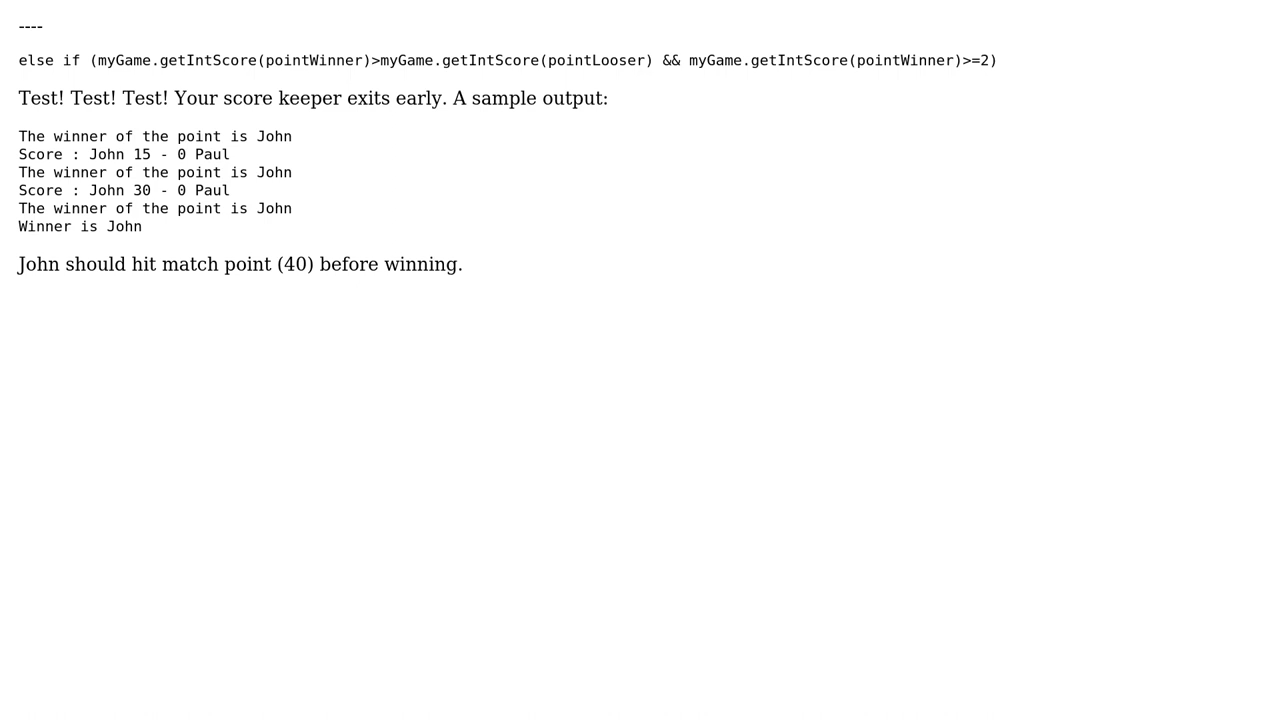 ----
else if (myGame.getIntScore(pointWinner)>myGame.getIntScore(pointLooser) && myGame.getIntScore(pointWinner)>=2)
Test! Test! Test! Your score keeper exits early. A sample output:
The winner of the point is John
Score : John 15 - 0 Paul
The winner of the point is John
Score : John 30 - 0 Paul
The winner of the point is John
Winner is John
John should hit match point (40) before winning.